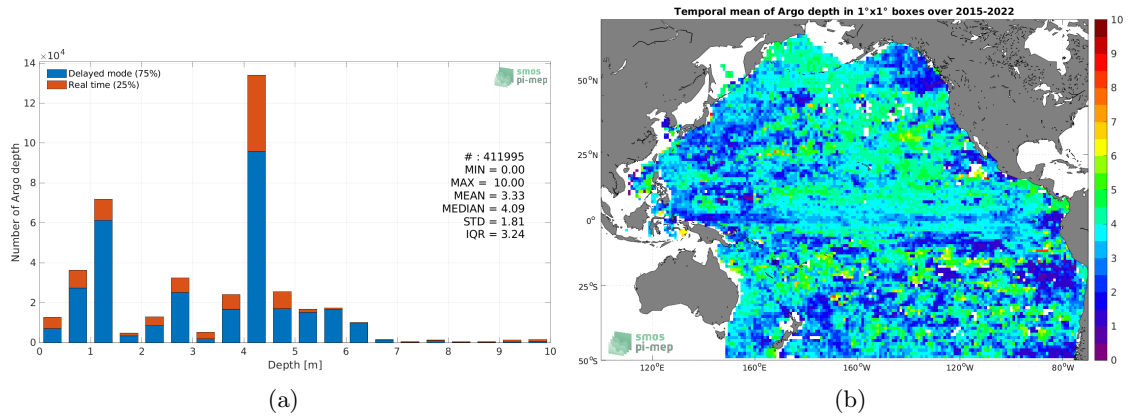 ×10⁴
14
12
10
8
6
4
2
0
Number of Argo depth
Delayed mode (75%)
Real time (25%)
smos
pi-mep
# : 411995
MIN = 0.00
MAX = 10.00
MEAN = 3.33
MEDIAN = 4.09
STD = 1.81
IQR = 3.24
0 1 2 3 4 5 6 7 8 9 10
Depth [m]
(a)
Temporal mean of Argo depth in 1°x1° boxes over 2015-2022
50°N
25°N
0°
25°S
50°S
120°E 160°E 160°W 120°W 80°W
smos
pi-mep
10
9
8
7
6
5
4
3
2
1
0
(b)